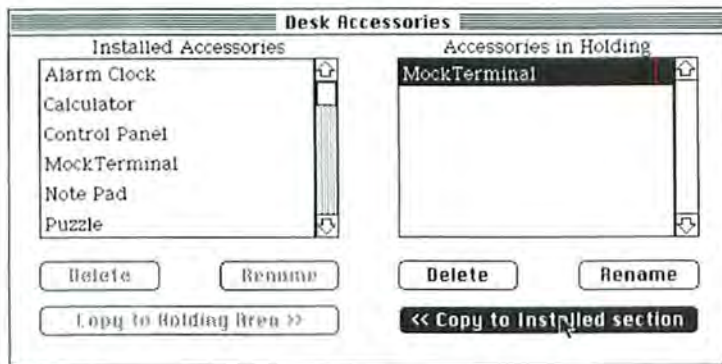 Desk Accessories
Installed Accessories
Alarm Clock
Calculator
Control Panel
MockTerminal
Note Pad
Puzzle
Delete
Rename
Copy to Holding Area >>
Accessories in Holding
MockTerminal
Delete
Rename
<< Copy to Installed section